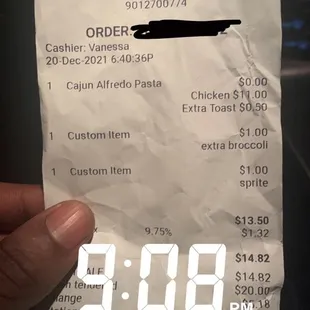 9012700774
ORDER:
Cashier: Vanessa
20-Dec-2021 6:40:36P
1 Cajun Alfredo Pasta $0.00
Chicken $11.00
Extra Toast $0.50
1 Custom Item $1.00
extra broccoli
1 Custom Item $1.00
sprite
$13.50
9.75% $1.32
$14.82
$14.82
tendered $20.00
9:08 PM